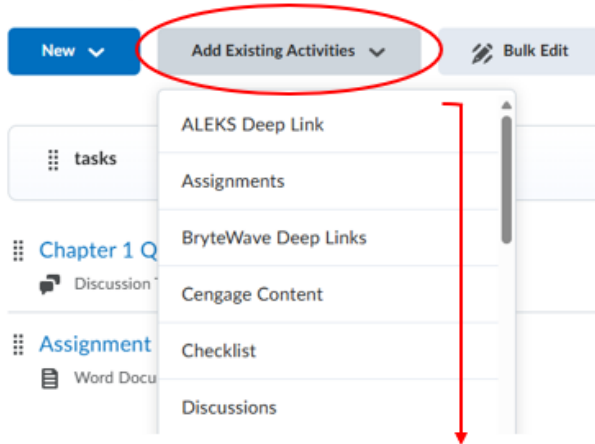 New
Add Existing Activities
Bulk Edit
ALEKS Deep Link
tasks
Assignments
BryteWave Deep Links
Chapter 1 Q
Discussion
Cengage Content
Assignment
Checklist
Word Docu
Discussions